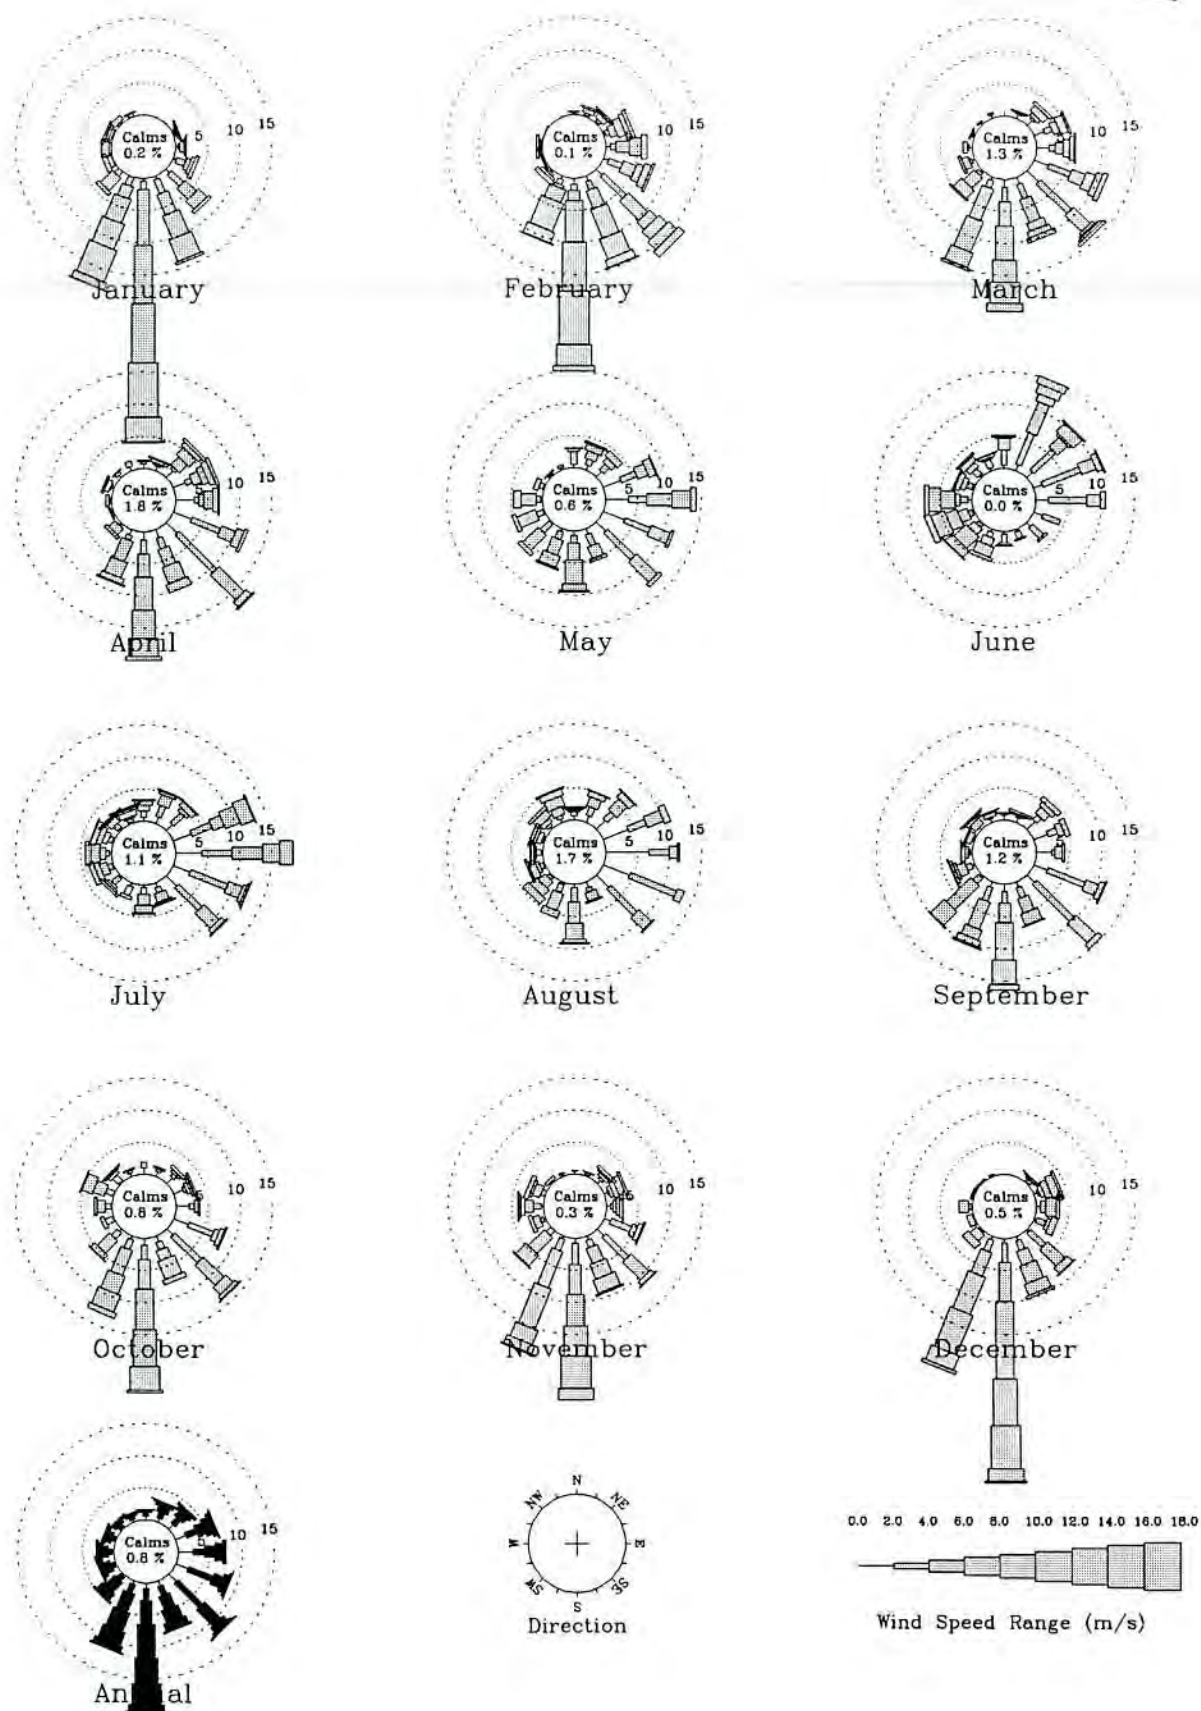 Calms 5 10 15
0.2 %
January
Calms 10 15
0.1 %
February
Calms 10 15
1.3 %
March
Calms 10 15
1.8 %
April
Calms 5 10 15
0.6 %
May
Calms 5 10 15
0.0 %
June
Calms 5 10 15
1.1 %
July
Calms 5 10 15
1.7 %
August
Calms 10 15
1.2 %
September
Calms 5 10 15
0.8 %
October
Calms 10 15
0.3 %
November
Calms 10 15
0.5 %
December
Calms 5 10 15
0.8 %
N
NW NE
W E
SW SE
S
Direction
0.0 2.0 4.0 6.0 8.0 10.0 12.0 14.0 16.0 18.0
Wind Speed Range (m/s)